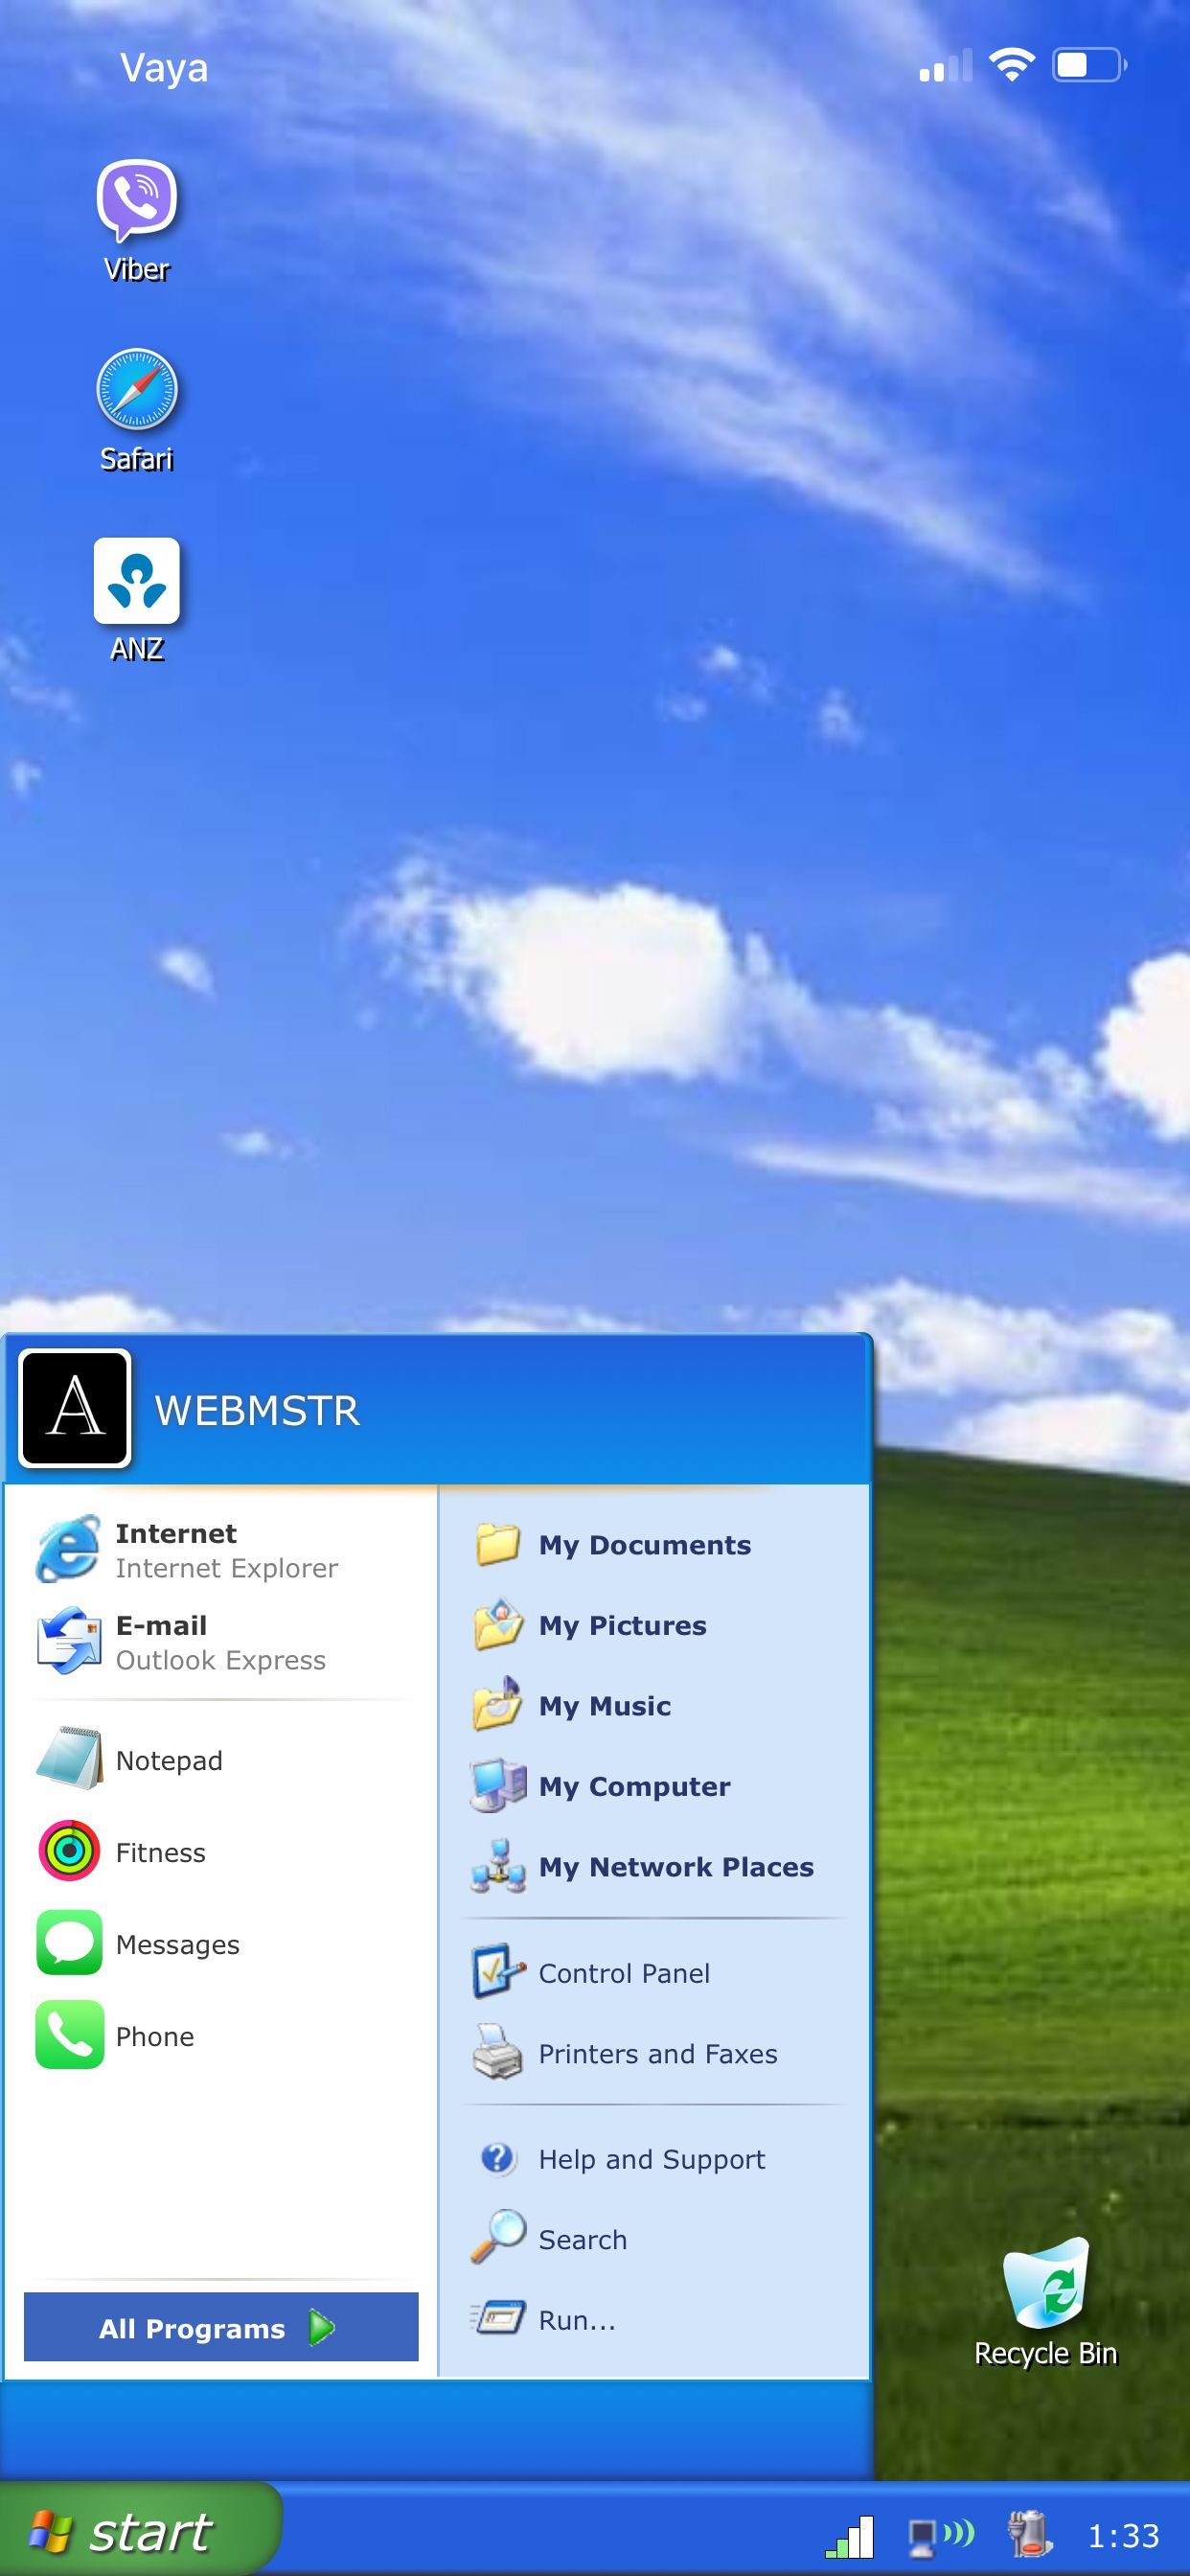 Vaya
Viber
Safari
ANZ
A
WEBMSTR
Internet
Internet Explorer
E-mail
Outlook Express
Notepad
Fitness
Messages
Phone
All Programs
My Documents
My Pictures
My Music
My Computer
My Network Places
Control Panel
Printers and Faxes
Help and Support
Search
Run...
Recycle Bin
start
1:33